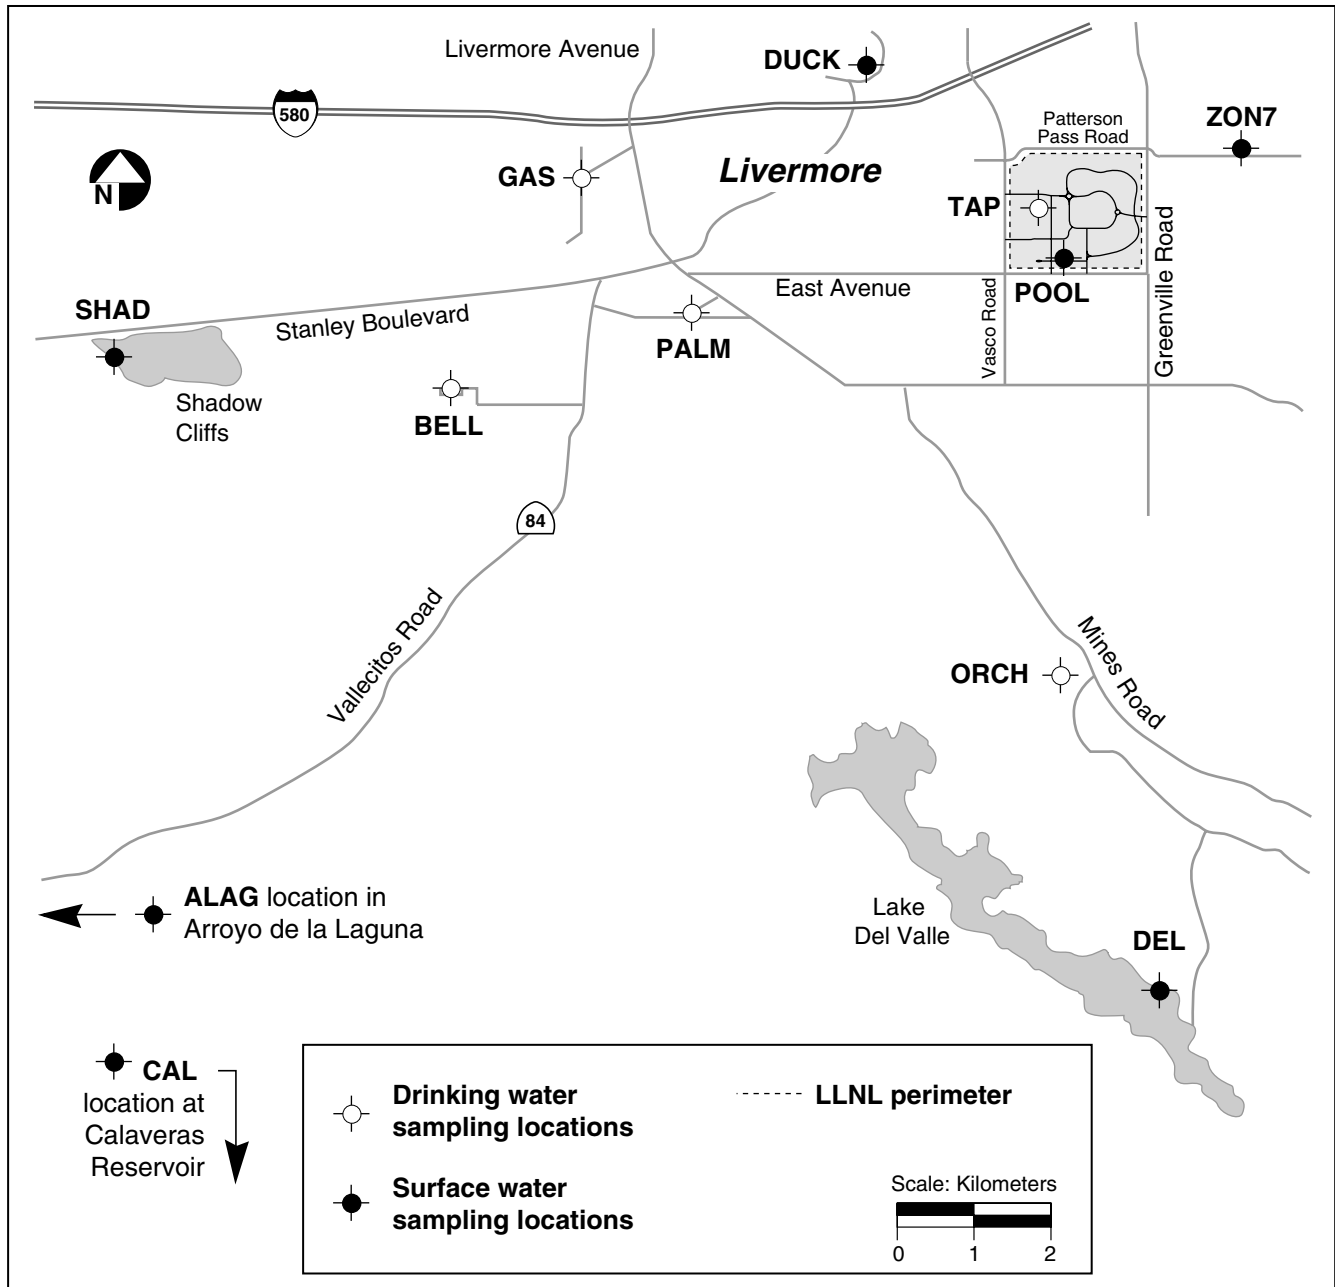 Livermore Avenue
DUCK
580
Patterson
Pass Road
ZON7
N
GAS
Livermore
TAP
SHAD
Stanley Boulevard
East Avenue
POOL
Vasco Road
Greenville Road
PALM
Shadow
Cliffs
BELL
84
Vallecitos Road
ORCH
Mines Road
ALAG location in
Arroyo de la Laguna
Lake
Del Valle
DEL
CAL
location at
Calaveras
Reservoir
Drinking water
sampling locations
LLNL perimeter
Surface water
sampling locations
Scale: Kilometers
0 1 2